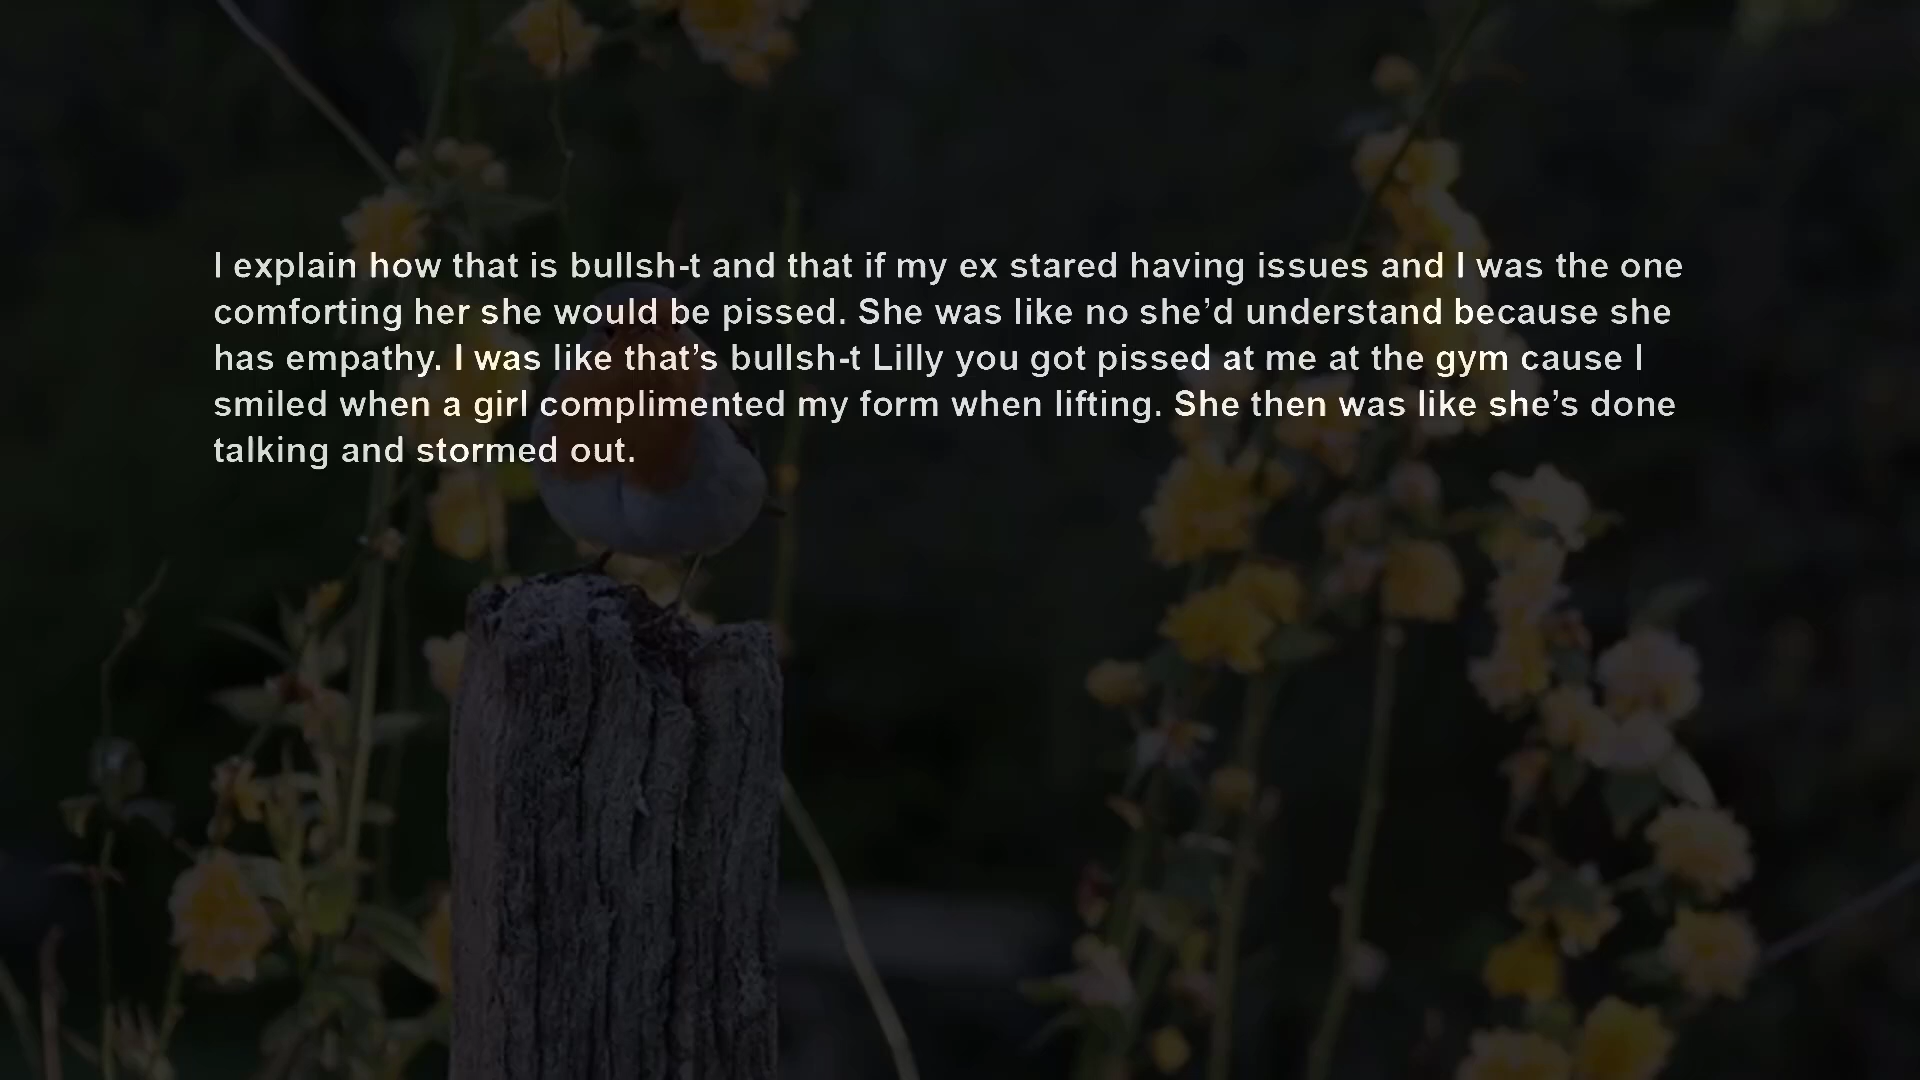 I explain how that is bullsh-t and that if my ex stared having issues and I was the one
comforting her she would be pissed. She was like no she’d understand because she
has empathy. I was like that’s bullsh-t Lilly you got pissed at me at the gym cause I
smiled when a girl complimented my form when lifting. She then was like she’s done
talking and stormed out.